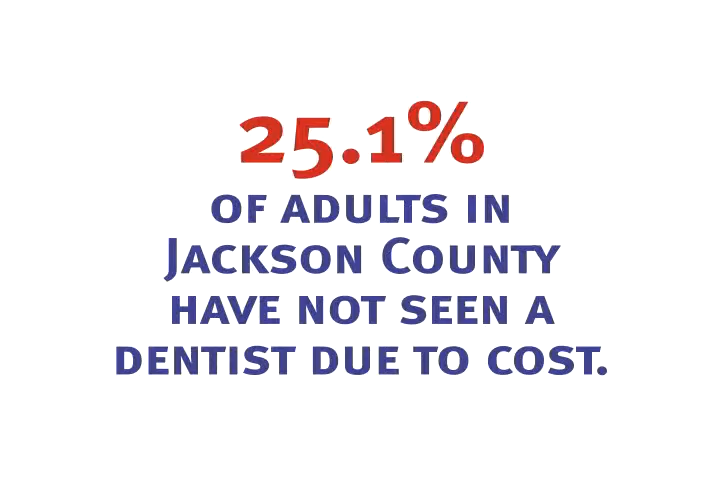 25.1%
OF ADULTS IN
JACKSON COUNTY
HAVE NOT SEEN A
DENTIST DUE TO COST.